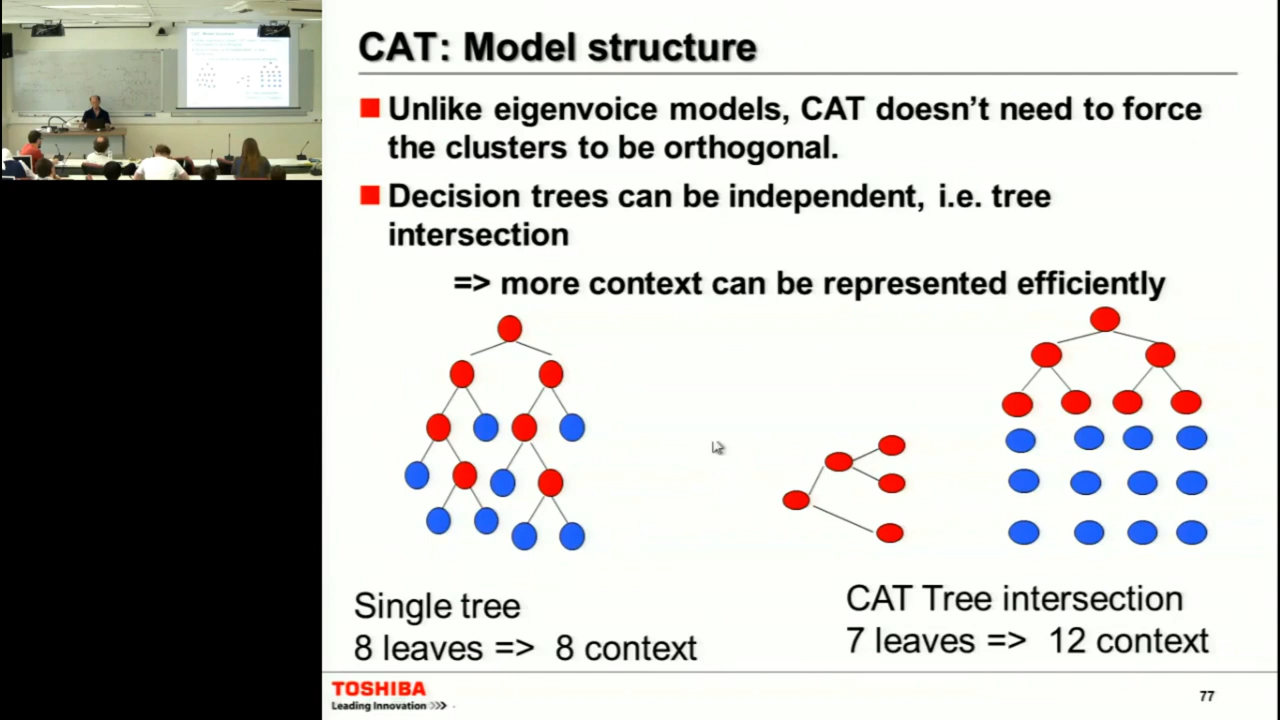 CAT: Model structure
Unlike eigenvoice models, CAT doesn't need to force
the clusters to be orthogonal.
Decision trees can be independent, i.e. tree
intersection
=> more context can be represented efficiently
Single tree
8 leaves => 8 context
CAT Tree intersection
7 leaves => 12 context
TOSHIBA
Leading Innovation >>>
77